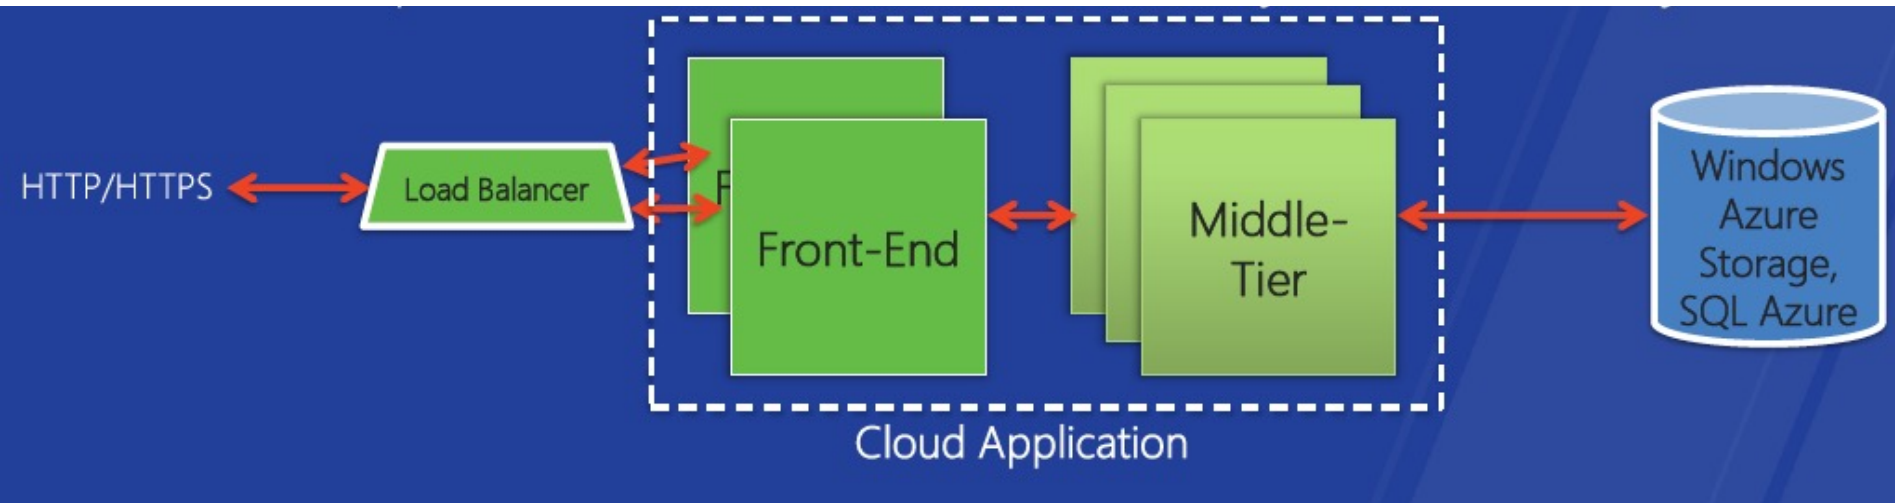 HTTP/HTTPS
Load Balancer
F
Front-End
Middle-
Tier
Windows
Azure
Storage,
SQL Azure
Cloud Application